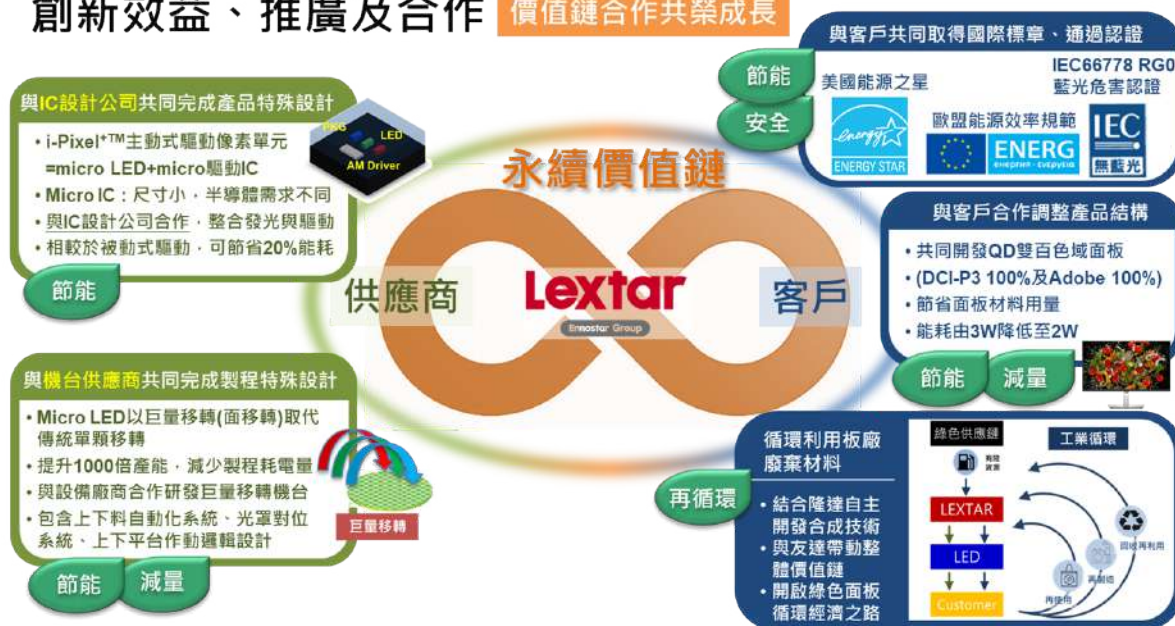 創新效益、推廣及合作 價值鏈合作共榮成長
與IC設計公司共同完成產品特殊設計
• i-Pixel⁺™主動式驅動像素單元
=micro LED+micro驅動IC
• Micro IC：尺寸小，半導體需求不同
• 與IC設計公司合作，整合發光與驅動
• 相較於被動式驅動，可節省20%能耗
PKG
LED
AM Driver
節能
與機台供應商共同完成製程特殊設計
• Micro LED以巨量移轉(面移轉)取代
傳統單顆移轉
• 提升1000倍產能，減少製程耗電量
• 與設備廠商合作研發巨量移轉機台
• 包含上下料自動化系統、光罩對位
系統、上下平台作動邏輯設計
巨量移轉
節能
減量
永續價值鏈
供應商
Lextar
Ennostar Group
客戶
與客戶共同取得國際標章、通過認證
節能
安全
美國能源之星
energy
ENERGY STAR
IEC66778 RG0
藍光危害認證
歐盟能源效率規範
ENERG
енергия · ενεργεια
IEC
無藍光
與客戶合作調整產品結構
• 共同開發QD雙百色域面板
• (DCI-P3 100%及Adobe 100%)
• 節省面板材料用量
• 能耗由3W降低至2W
節能
減量
循環利用板廠
廢棄材料
• 結合隆達自主
開發合成技術
• 與友達帶動整
體價值鏈
• 開啟綠色面板
循環經濟之路
再循環
綠色供應鏈
工業循環
有限
資源
LEXTAR
LED
Customer
回收再利用
再製造
再使用